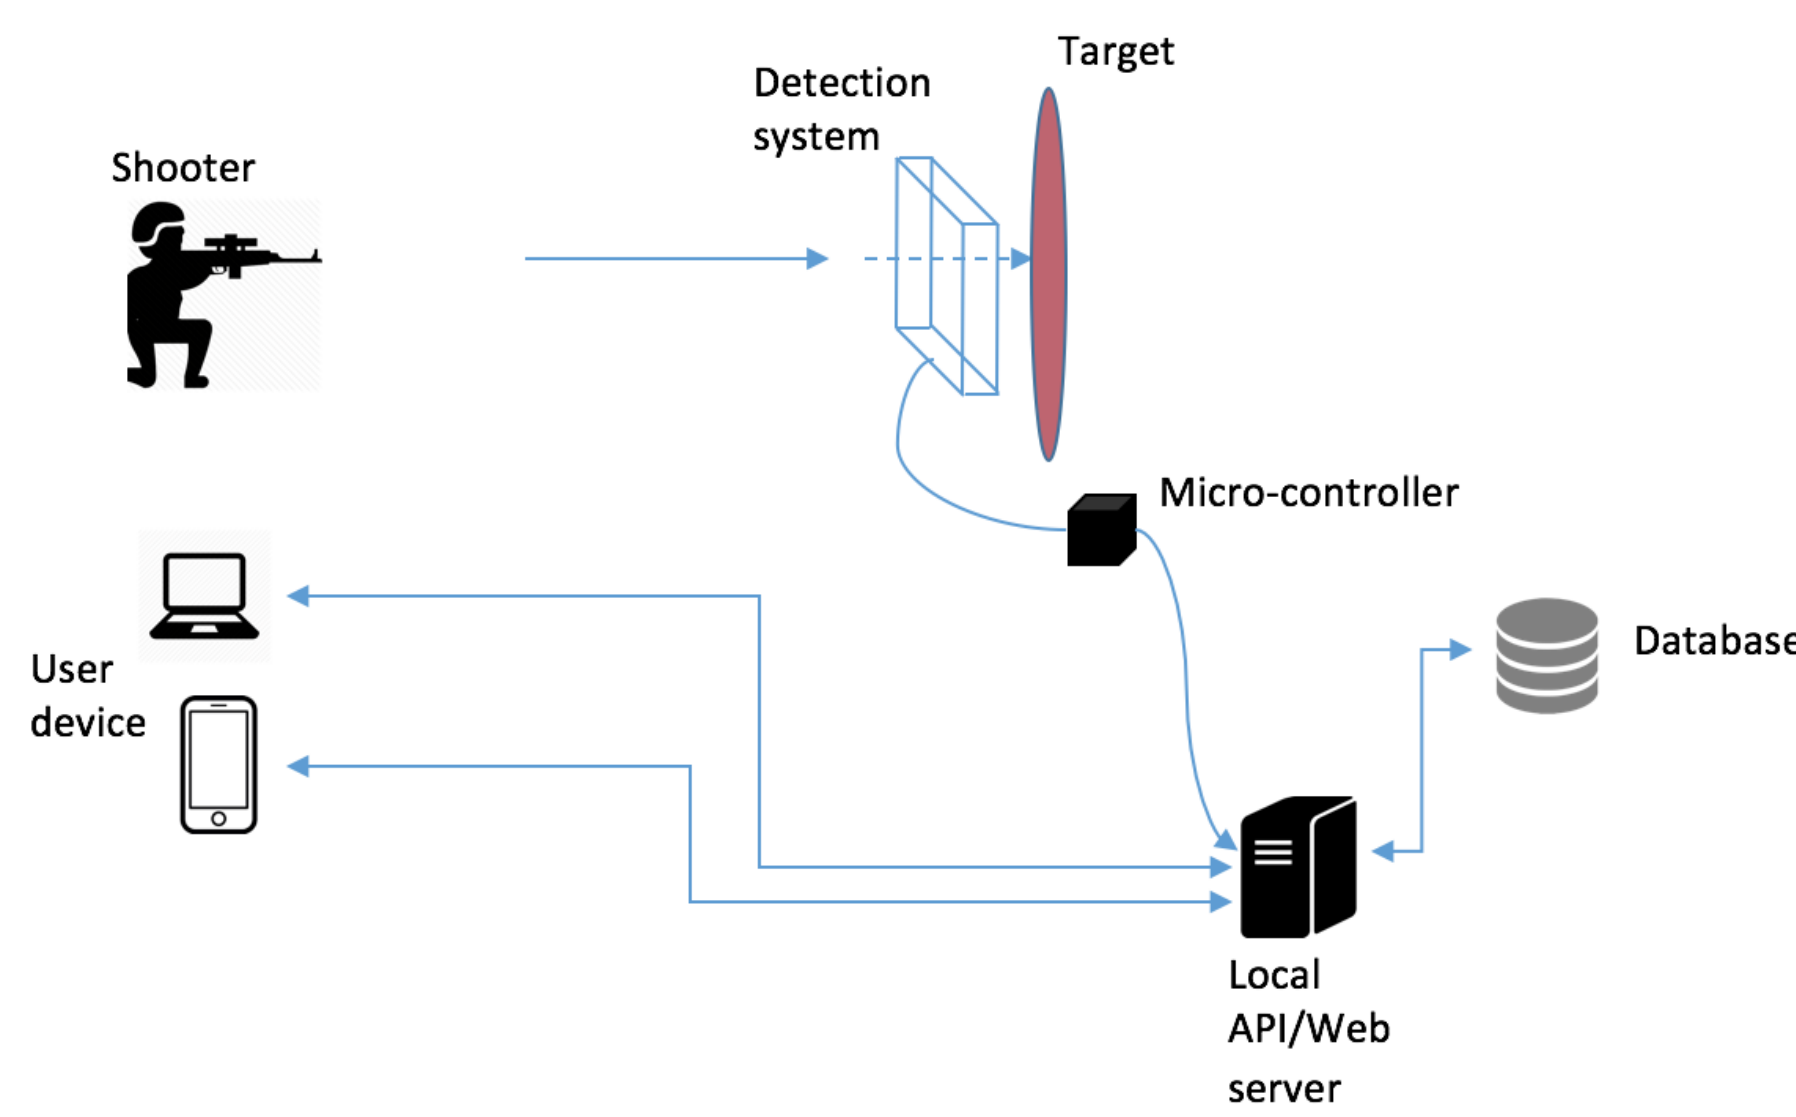 Target
Detection
system
Shooter
Micro-controller
User
device
Database
Local
API/Web
server